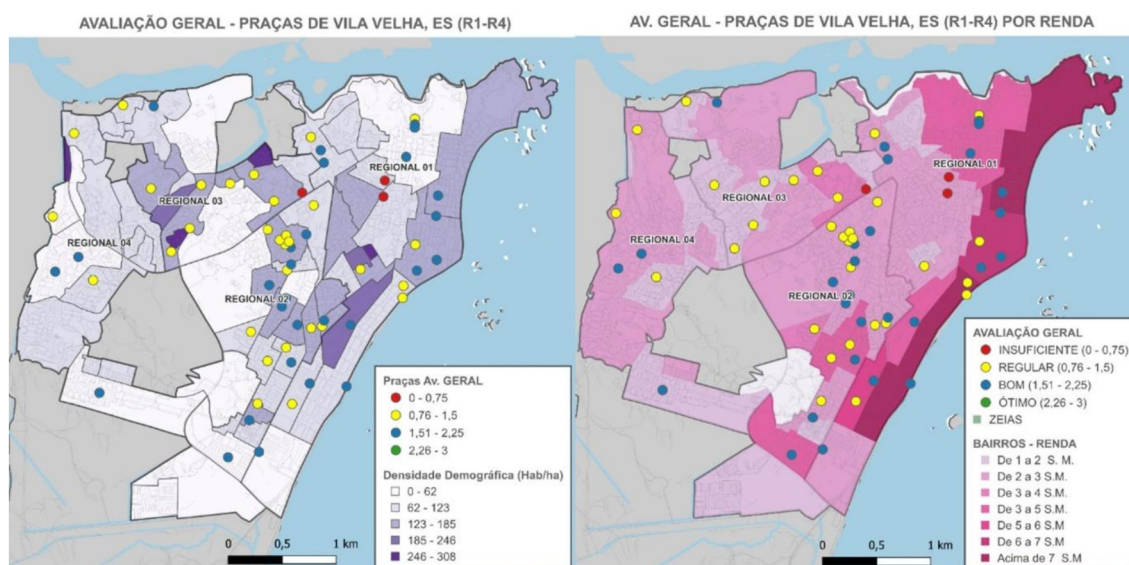 AVALIAÇÃO GERAL - PRAÇAS DE VILA VELHA, ES (R1-R4)
REGIONAL 01
REGIONAL 03
REGIONAL 04
REGIONAL 02
Praças Av. GERAL
0 - 0,75
0,76 - 1,5
1,51 - 2,25
2,26 - 3
Densidade Demográfica (Hab/ha)
0 - 62
62 - 123
123 - 185
185 - 246
246 - 308
0 0,5 1 km
AV. GERAL - PRAÇAS DE VILA VELHA, ES (R1-R4) POR RENDA
REGIONAL 01
REGIONAL 03
REGIONAL 04
REGIONAL 02
AVALIAÇÃO GERAL
INSUFICIENTE (0 - 0,75)
REGULAR (0,76 - 1,5)
BOM (1,51 - 2,25)
ÓTIMO (2,26 - 3)
ZEIAS
BAIRROS - RENDA
De 1 a 2 S. M.
De 2 a 3 S.M.
De 3 a 4 S.M.
De 3 a 5 S.M.
De 5 a 6 S.M
De 6 a 7 S.M
Acima de 7 S.M
0 0,5 1 km